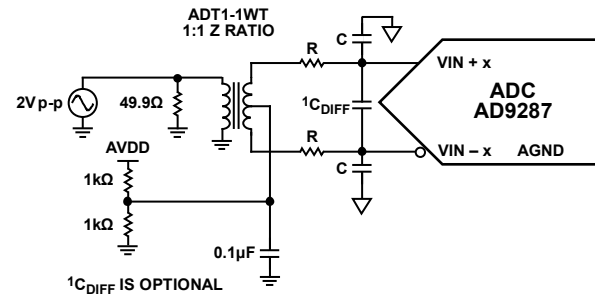 ADT1-1WT
1:1 Z RATIO
C
R
VIN + x
ADC
AD9287
2V p-p
49.9Ω
¹CDIFF
R
VIN – x AGND
AVDD
C
1kΩ
1kΩ
0.1µF
¹CDIFF IS OPTIONAL